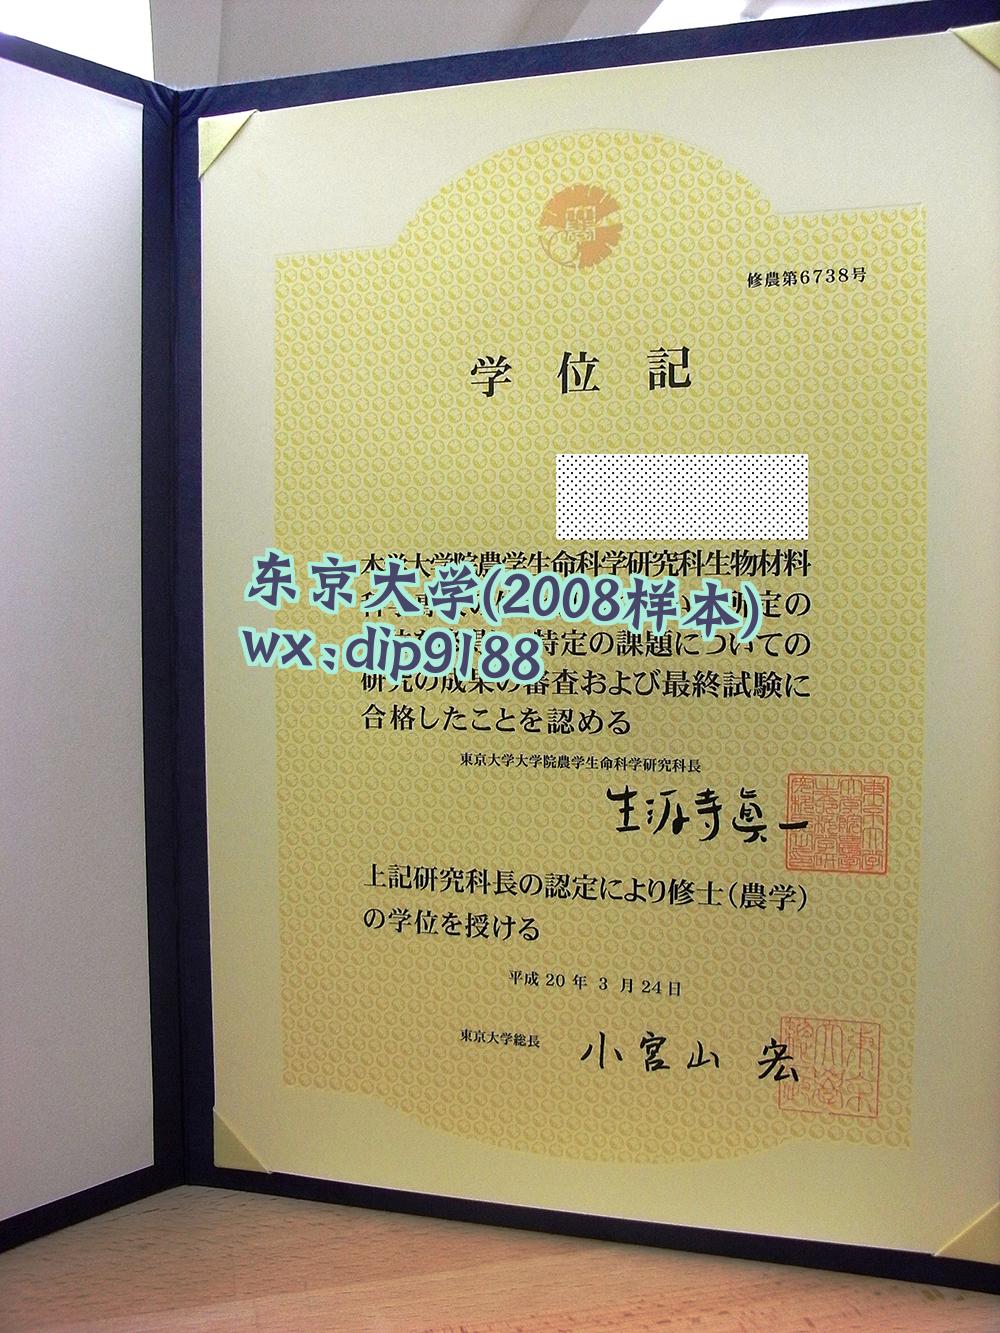 修農第6738号
学位記
本学大学院農学生命科学研究科生物材料
东京大学(2008样本)
所定の
wx:dip9188
特定の課題についての
研究の成果の審査および最終試験に
合格したことを認める
東京大学大学院農学生命科学研究科長
生源寺眞一
上記研究科長の認定により修士(農学)
の学位を授ける
平成20年3月24日
東京大学総長
小宮山 宏